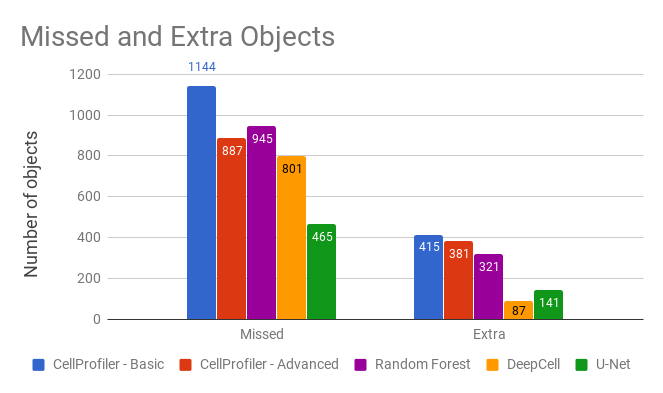 Missed and Extra Objects
Number of objects
1200
1000
800
600
400
200
0
1144
887
945
801
465
415
381
321
87
141
Missed
Extra
CellProfiler - Basic
CellProfiler - Advanced
Random Forest
DeepCell
U-Net